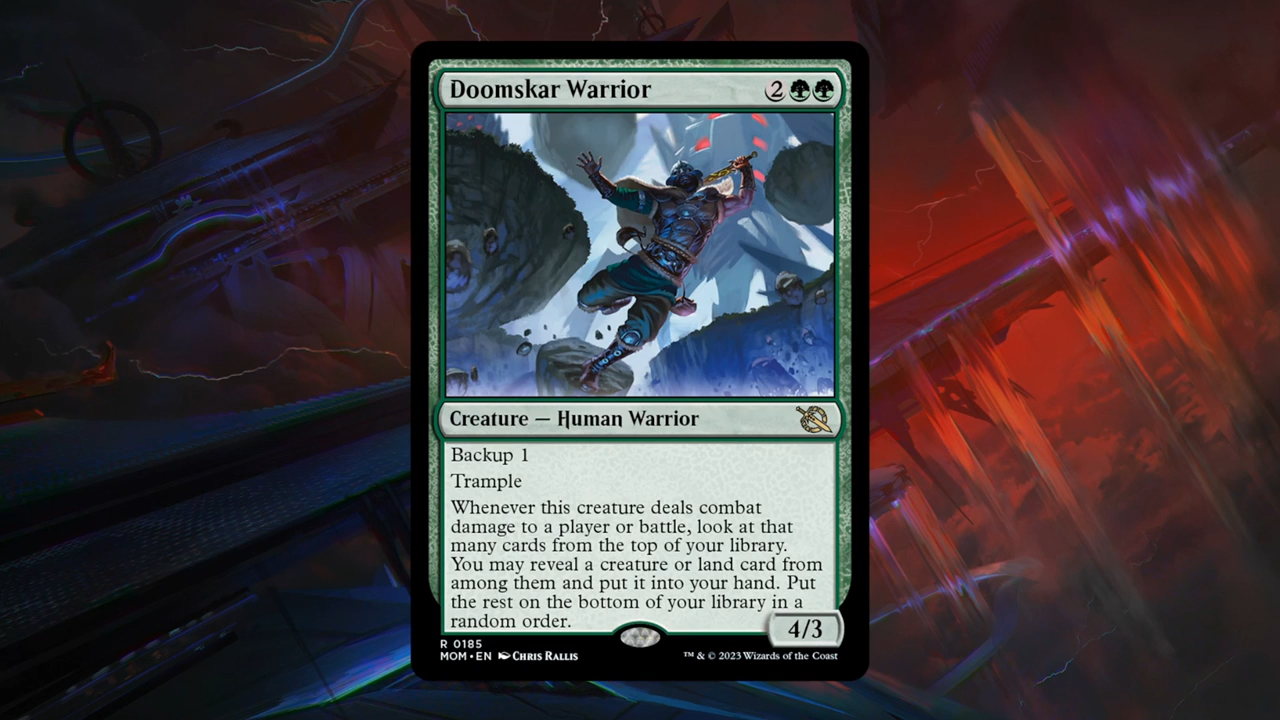 Doomskar Warrior 2
Creature — Human Warrior
Backup 1
Trample
Whenever this creature deals combat
damage to a player or battle, look at that
many cards from the top of your library.
You may reveal a creature or land card from
among them and put it into your hand. Put
the rest on the bottom of your library in a
random order.
4/3
R 0185
MOM • EN Chris Rallis ™ & © 2023 Wizards of the Coast